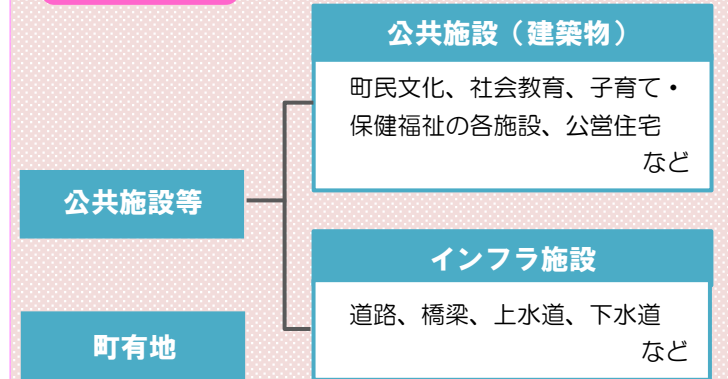 公共施設（建築物）
町民文化、社会教育、子育て・
保健福祉の各施設、公営住宅
など
公共施設等
インフラ施設
道路、橋梁、上水道、下水道
など
町有地